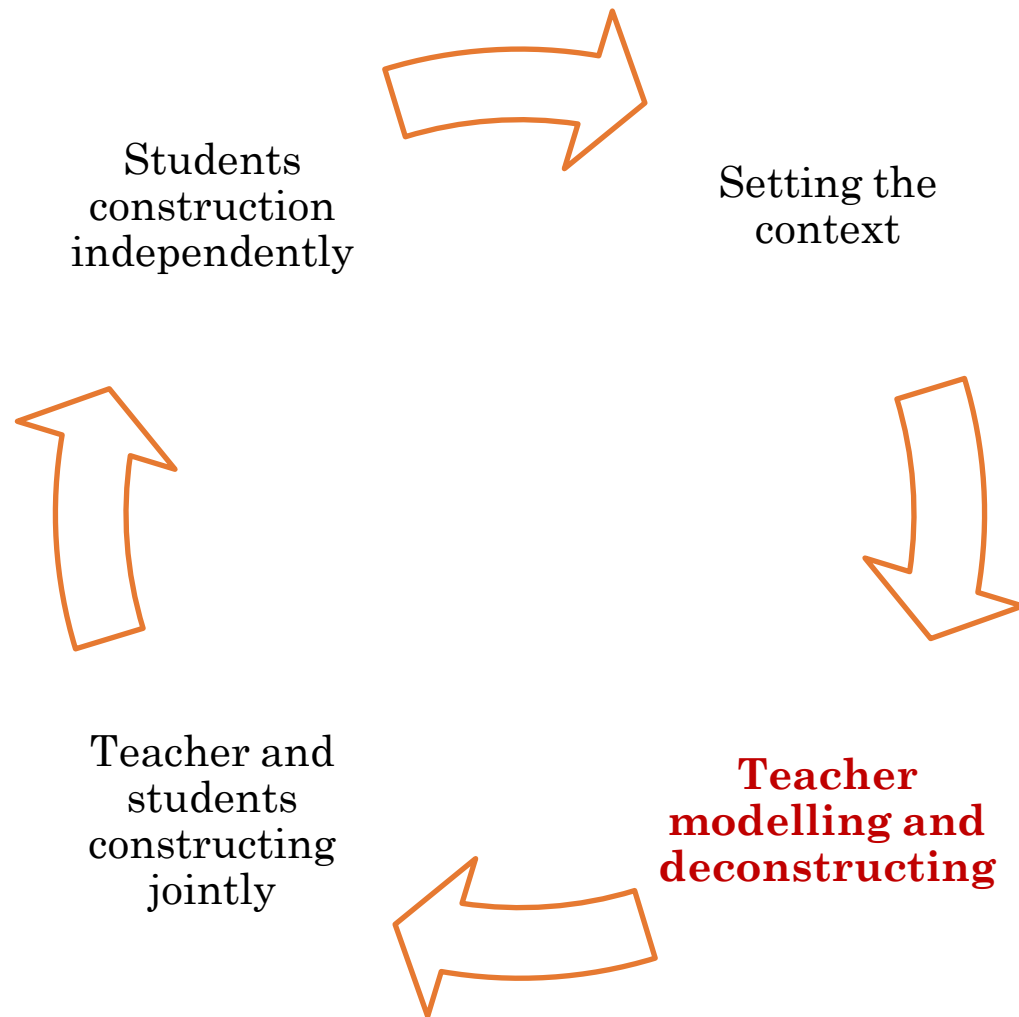 Students
construction
independently
Setting the
context
Teacher and
students
constructing
jointly
Teacher
modelling and
deconstructing